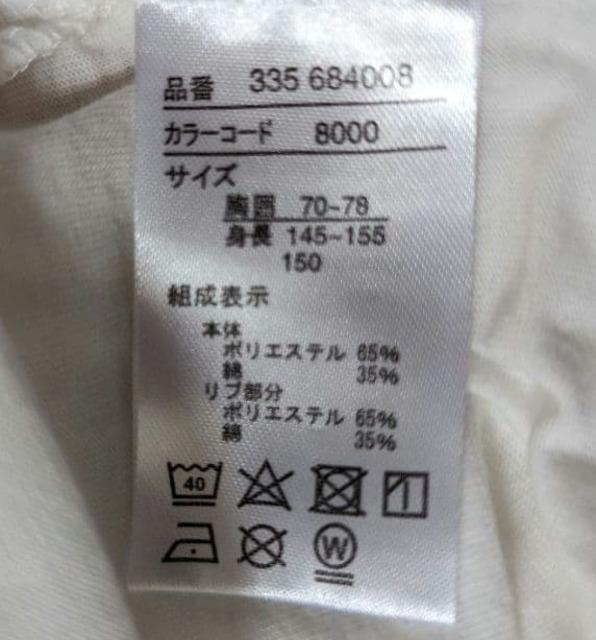 品番 335 684008
カラーコード 8000
サイズ
胸囲 70~78
身長 145~155
150
組成表示
本体
ポリエステル 65%
綿 35%
リブ部分
ポリエステル 65%
綿 35%
40
W